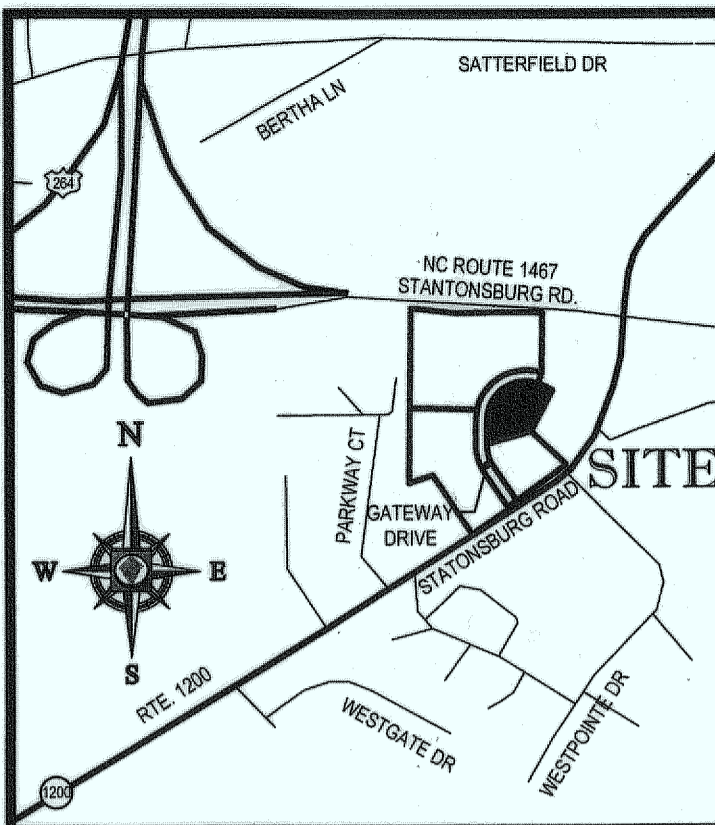 SATTERFIELD DR
BERTHA LN
264
NC ROUTE 1467
STANTONSBURG RD.
N
W
E
S
SITE
PARKWAY CT
GATEWAY
DRIVE
STATONSBURG ROAD
RTE. 1200
WESTGATE DR
WESTPOINTE DR
1200